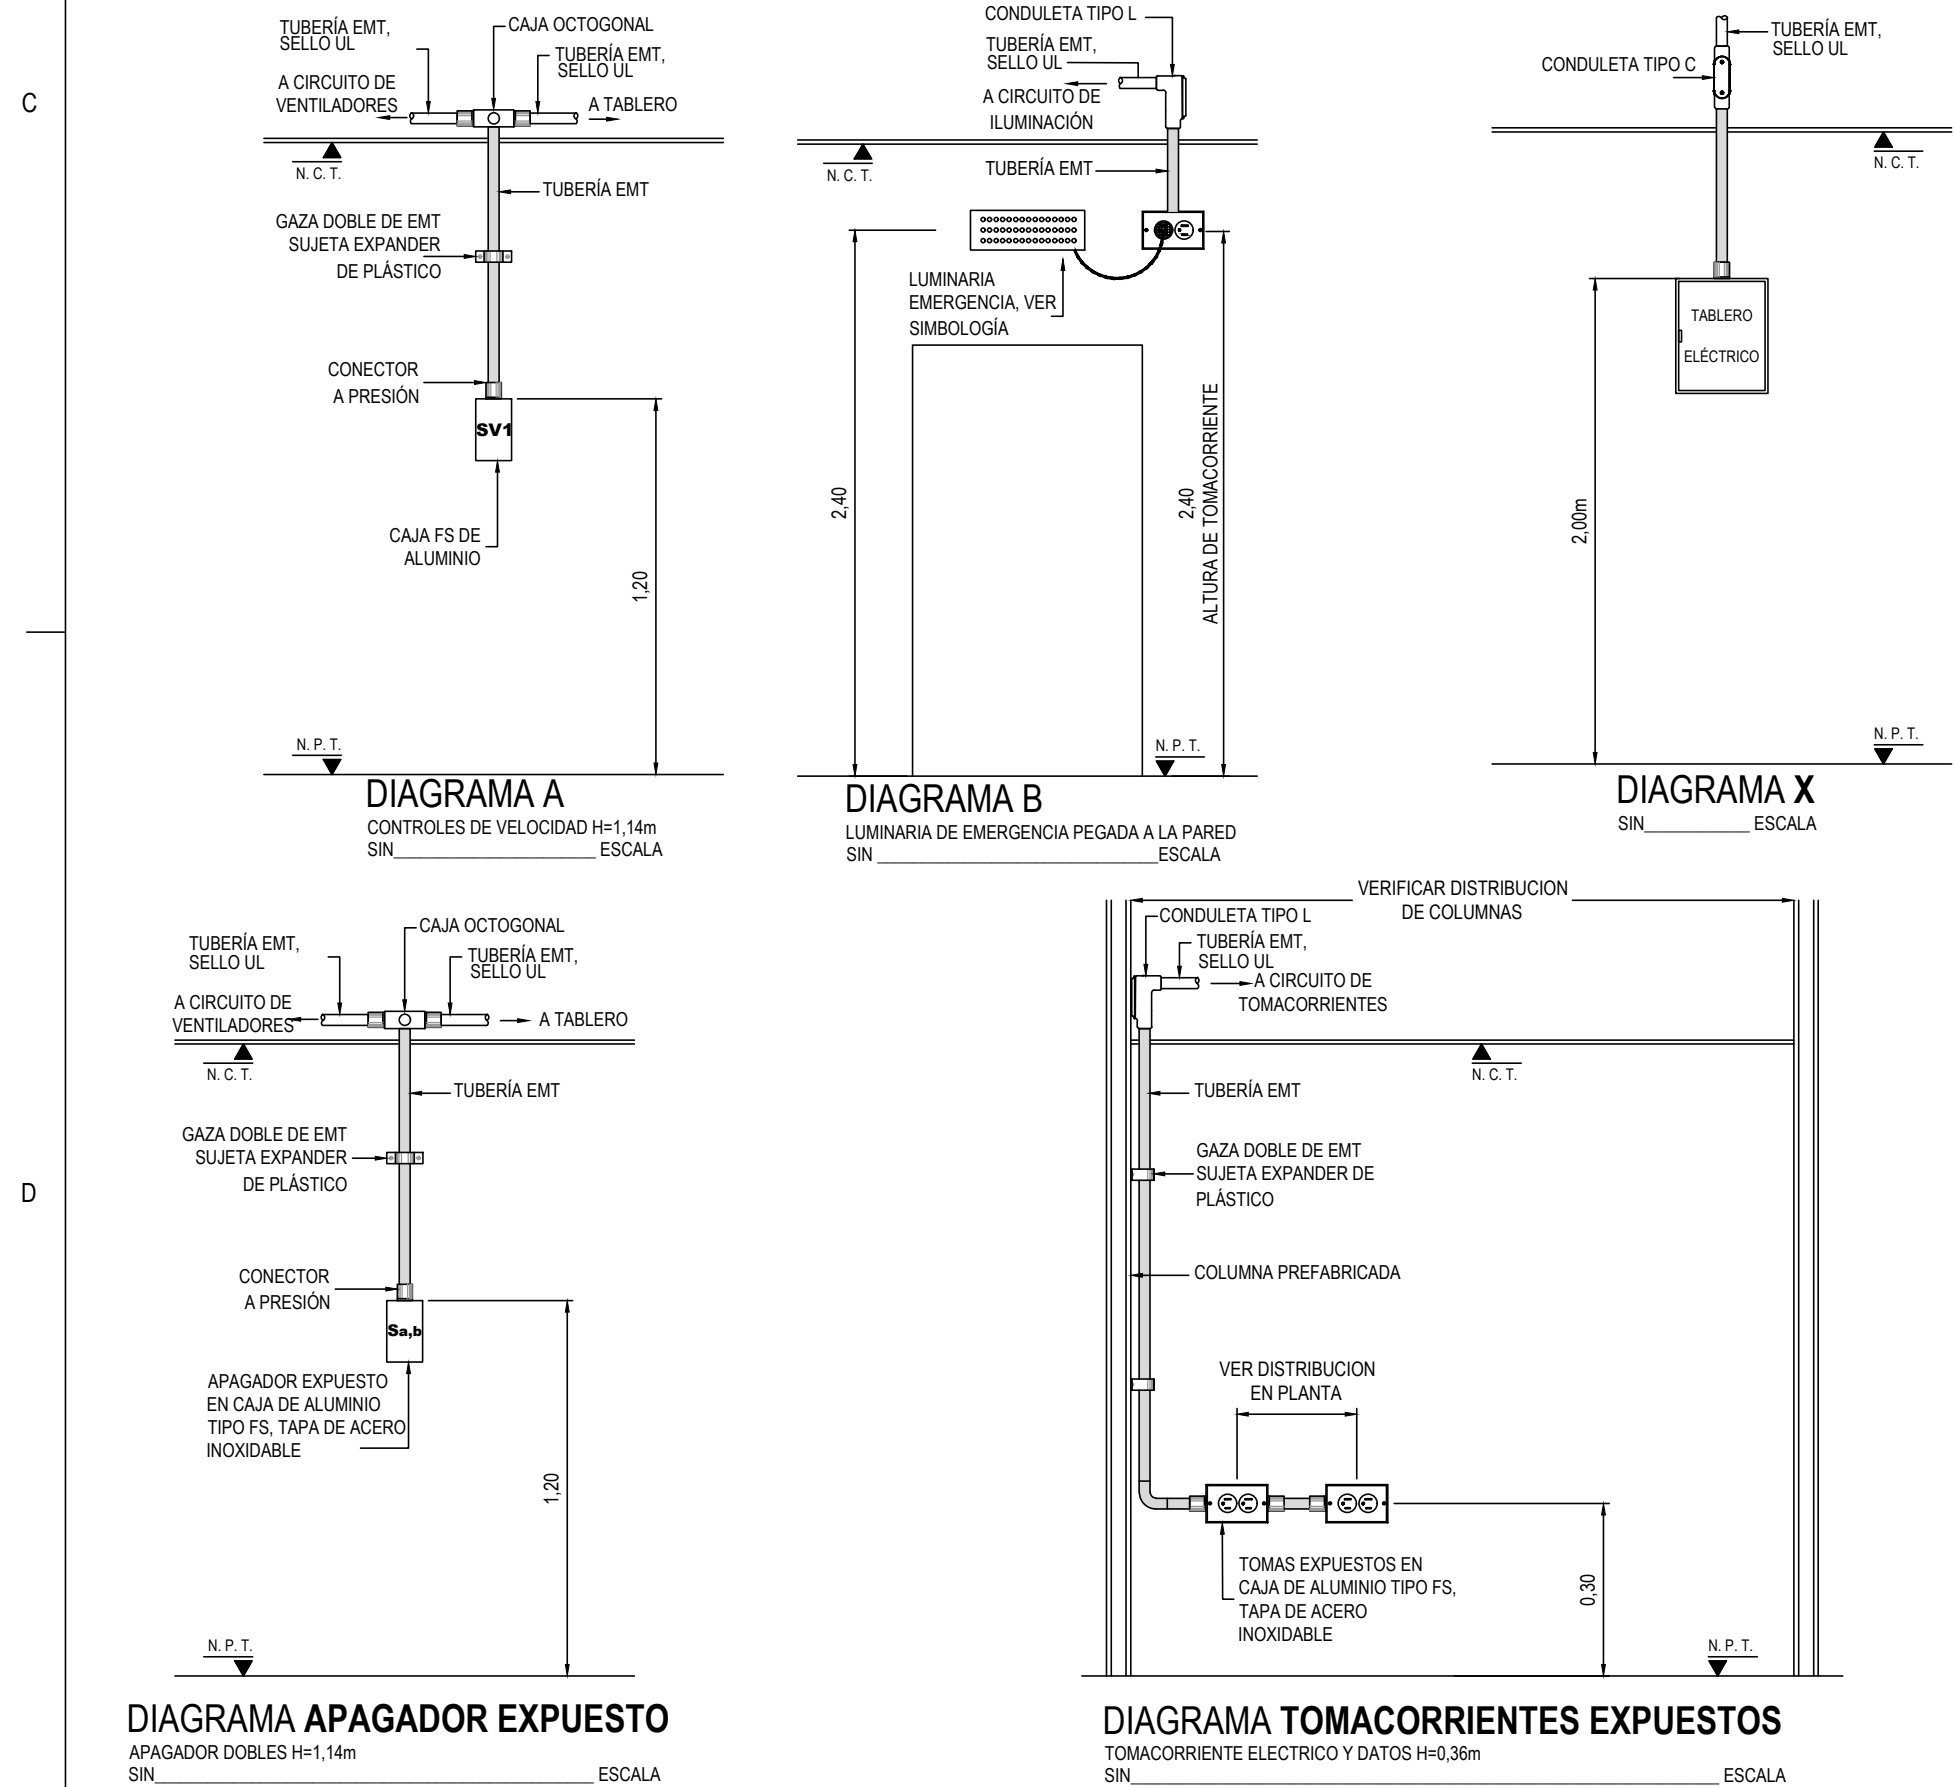 C
TUBERÍA EMT,
SELLO UL
CAJA OCTOGONAL
TUBERÍA EMT,
SELLO UL
A CIRCUITO DE
VENTILADORES
A TABLERO
N. C. T.
TUBERÍA EMT
GAZA DOBLE DE EMT
SUJETA EXPANDER
DE PLÁSTICO
CONECTOR
A PRESIÓN
SV1
CAJA FS DE
ALUMINIO
1,20
N. P. T.
DIAGRAMA A
CONTROLES DE VELOCIDAD H=1,14m
SIN ESCALA
CONDULETA TIPO L
TUBERÍA EMT,
SELLO UL
A CIRCUITO DE
ILUMINACIÓN
N. C. T.
TUBERÍA EMT
LUMINARIA
EMERGENCIA, VER
SIMBOLOGÍA
2,40
2,40
ALTURA DE TOMACORRIENTE
N. P. T.
DIAGRAMA B
LUMINARIA DE EMERGENCIA PEGADA A LA PARED
SIN ESCALA
TUBERÍA EMT,
SELLO UL
CONDULETA TIPO C
N. C. T.
TABLERO
ELÉCTRICO
2,00m
N. P. T.
DIAGRAMA X
SIN ESCALA
D
CAJA OCTOGONAL
TUBERÍA EMT,
SELLO UL
TUBERÍA EMT,
SELLO UL
A CIRCUITO DE
VENTILADORES
A TABLERO
N. C. T.
TUBERÍA EMT
GAZA DOBLE DE EMT
SUJETA EXPANDER
DE PLÁSTICO
CONECTOR
A PRESIÓN
Sa,b
APAGADOR EXPUESTO
EN CAJA DE ALUMINIO
TIPO FS, TAPA DE ACERO
INOXIDABLE
1,20
N. P. T.
DIAGRAMA APAGADOR EXPUESTO
APAGADOR DOBLES H=1,14m
SIN ESCALA
VERIFICAR DISTRIBUCION
DE COLUMNAS
CONDULETA TIPO L
TUBERÍA EMT,
SELLO UL
A CIRCUITO DE
TOMACORRIENTES
N. C. T.
TUBERÍA EMT
GAZA DOBLE DE EMT
SUJETA EXPANDER DE
PLÁSTICO
COLUMNA PREFABRICADA
VER DISTRIBUCION
EN PLANTA
TOMAS EXPUESTOS EN
CAJA DE ALUMINIO TIPO FS,
TAPA DE ACERO
INOXIDABLE
0,30
N. P. T.
DIAGRAMA TOMACORRIENTES EXPUESTOS
TOMACORRIENTE ELECTRICO Y DATOS H=0,36m
SIN ESCALA